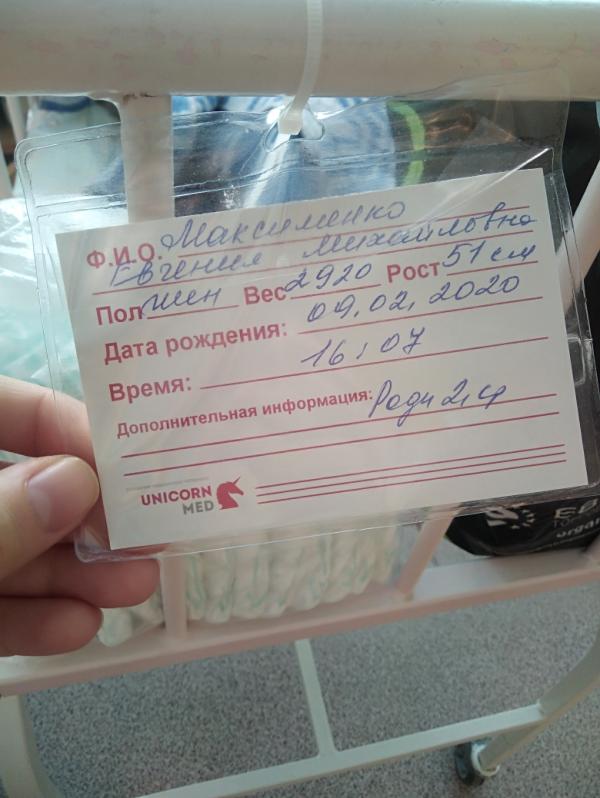 Ф.И.О. Максименко
Евгения Михайловна
Пол жен Вес 2920 Рост 51 см
Дата рождения: 09.02.2020
Время: 16:07
Дополнительная информация: Роды
UNICORN
MED